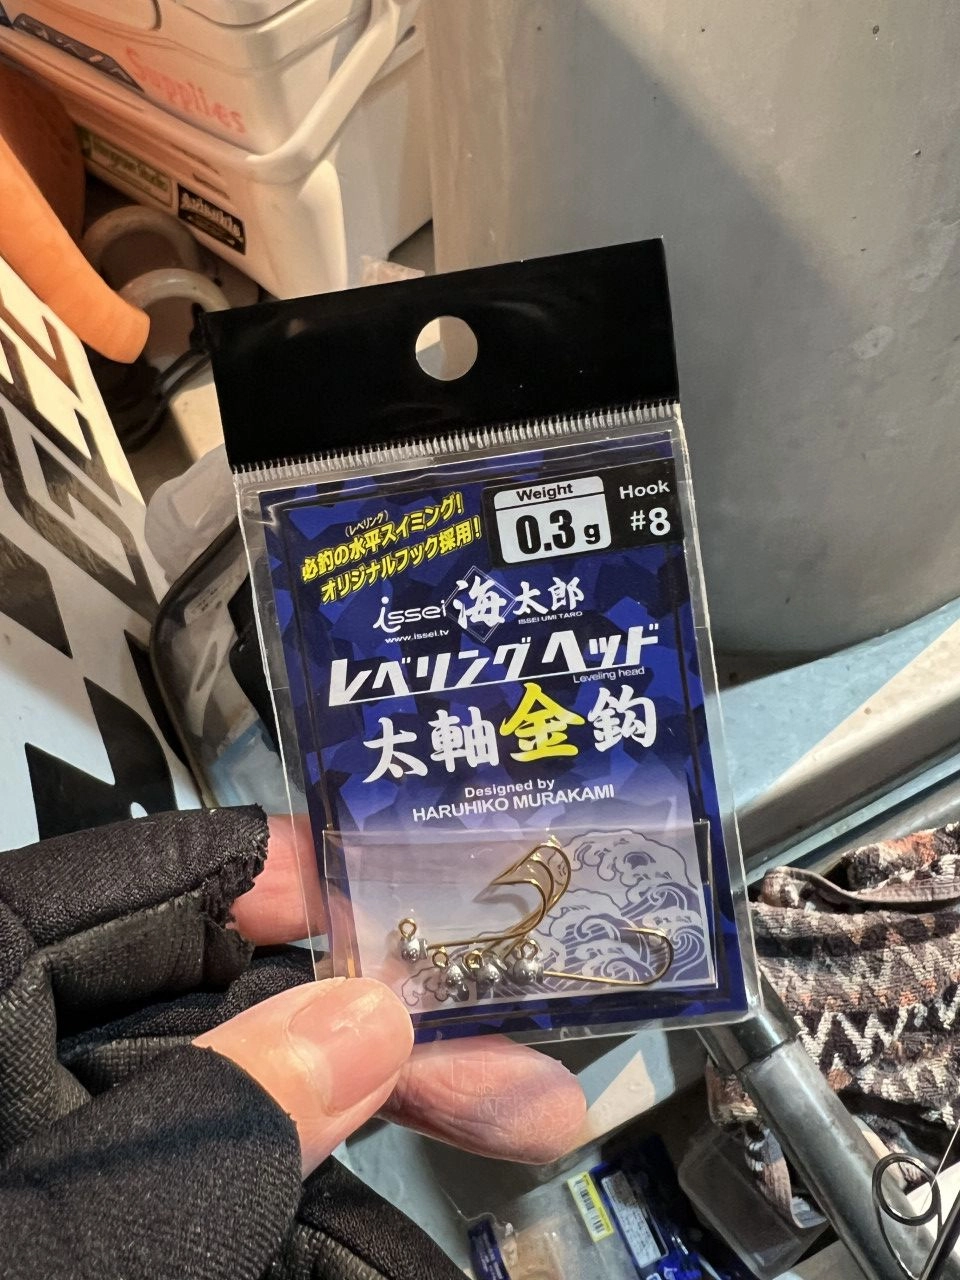 Supplies
Weight
0.3 g
Hook
#8
(レベリング)
必釣の水平スイミング!
オリジナルフック採用!
issei 海太郎
www.issei.tv
ISSEI UMI TARO
レベリングヘッド
Leveling head
太軸金鈎
Designed by
HARUHIKO MURAKAMI